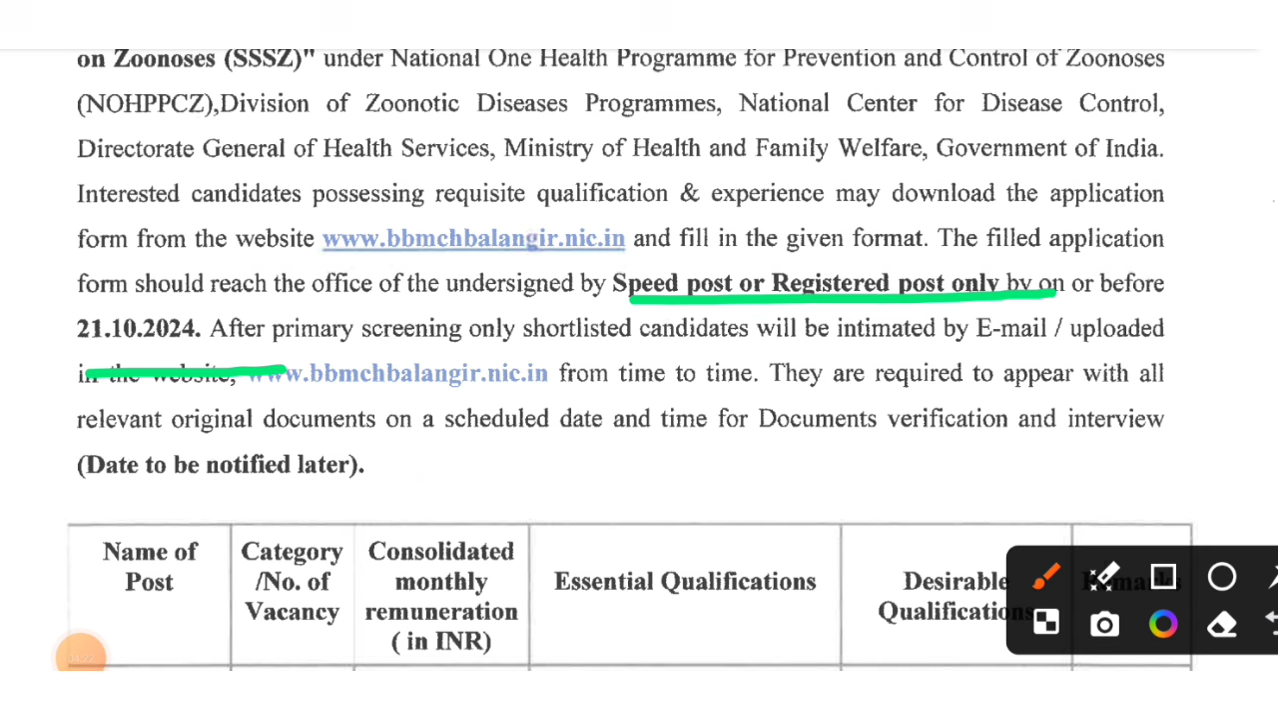 on Zoonoses (SSSZ)" under National One Health Programme for Prevention and Control of Zoonoses
(NOHPPCZ),Division of Zoonotic Diseases Programmes, National Center for Disease Control,
Directorate General of Health Services, Ministry of Health and Family Welfare, Government of India.
Interested candidates possessing requisite qualification & experience may download the application
form from the website www.bbmchbalangir.nic.in and fill in the given format. The filled application
form should reach the office of the undersigned by Speed post or Registered post only by on or before
21.10.2024. After primary screening only shortlisted candidates will be intimated by E-mail / uploaded
in the website, www.bbmchbalangir.nic.in from time to time. They are required to appear with all
relevant original documents on a scheduled date and time for Documents verification and interview
(Date to be notified later).
Name of Post
Category /No. of Vacancy
Consolidated monthly remuneration ( in INR)
Essential Qualifications
Desirable Qualifications
Remarks